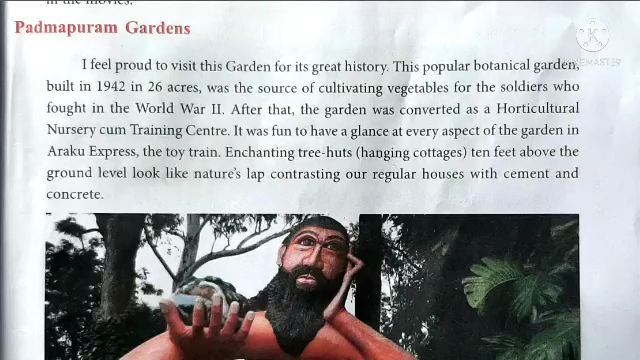 in the movies.
Padmapuram Gardens
I feel proud to visit this Garden for its great history. This popular botanical garden,
built in 1942 in 26 acres, was the source of cultivating vegetables for the soldiers who
fought in the World War II. After that, the garden was converted as a Horticultural
Nursery cum Training Centre. It was fun to have a glance at every aspect of the garden in
Araku Express, the toy train. Enchanting tree-huts (hanging cottages) ten feet above the
ground level look like nature's lap contrasting our regular houses with cement and
concrete.